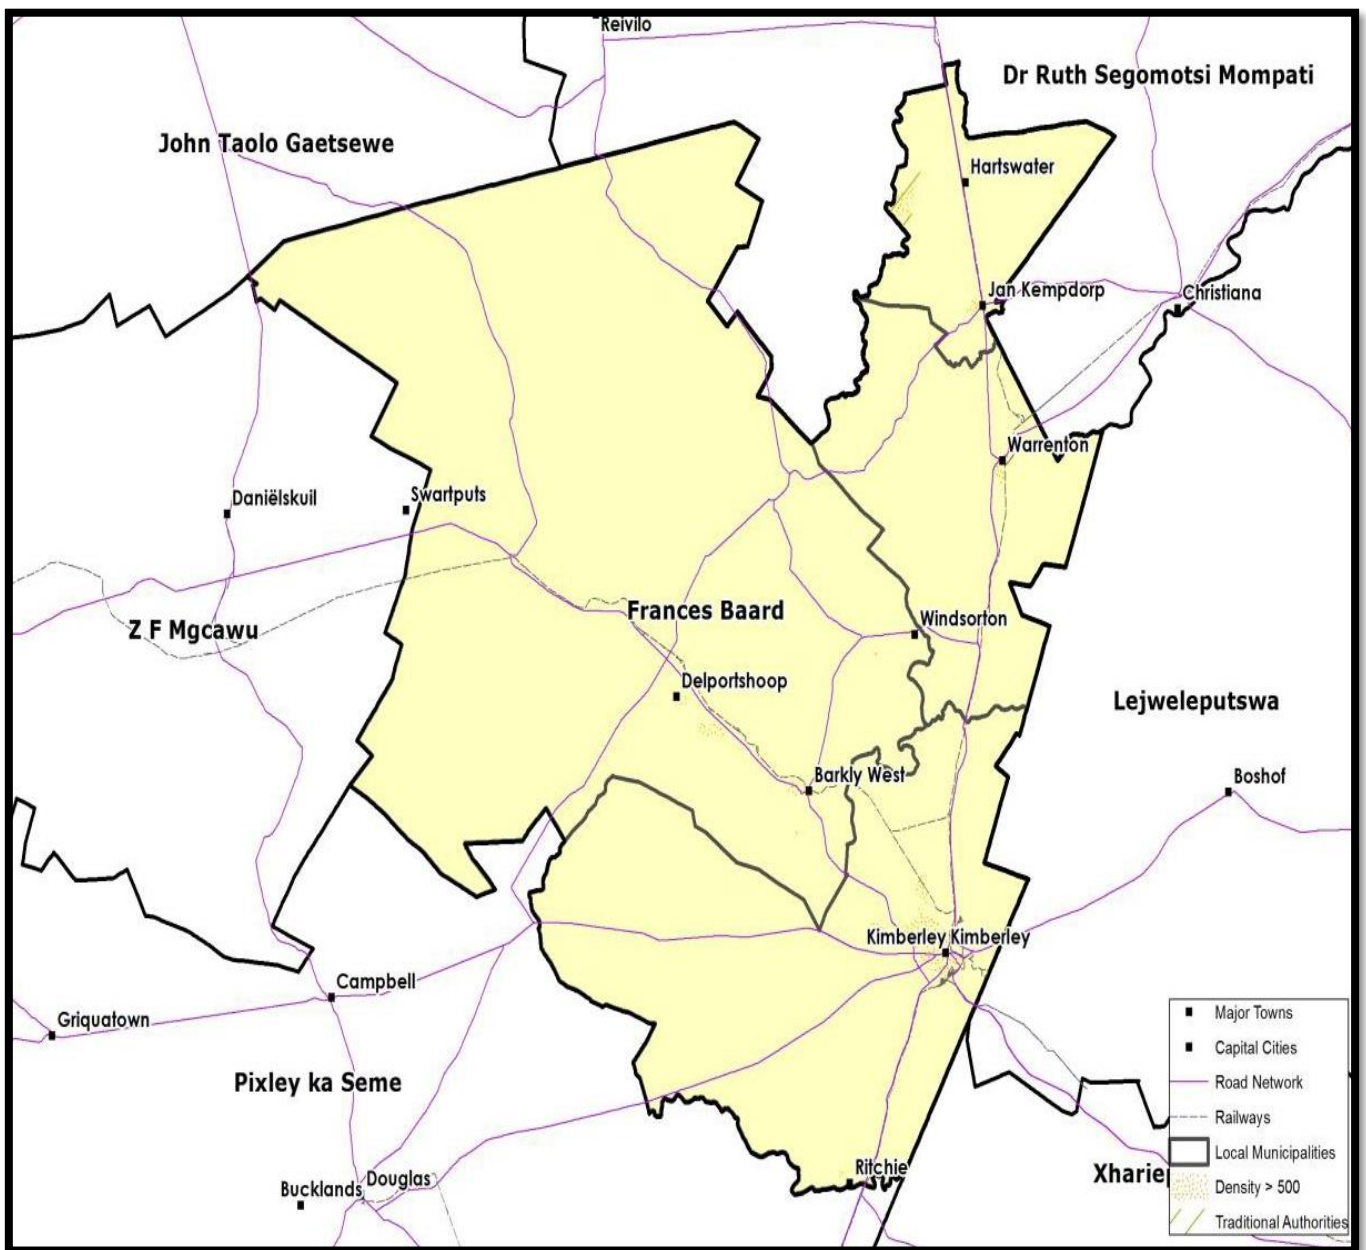 Reivilo
Dr Ruth Segomotsi Mompati
John Taolo Gaetsewe
Hartswater
Jan Kempdorp
Christiana
Warrenton
Daniëlskuil
Swartputs
Frances Baard
Windsorton
Z F Mgcawu
Delportshoop
Lejweleputswa
Barkly West
Boshof
Kimberley Kimberley
Campbell
Griquatown
Pixley ka Seme
Ritchie
Bucklands
Douglas
Xharie
Major Towns
Capital Cities
Road Network
Railways
Local Municipalities
Density > 500
Traditional Authorities